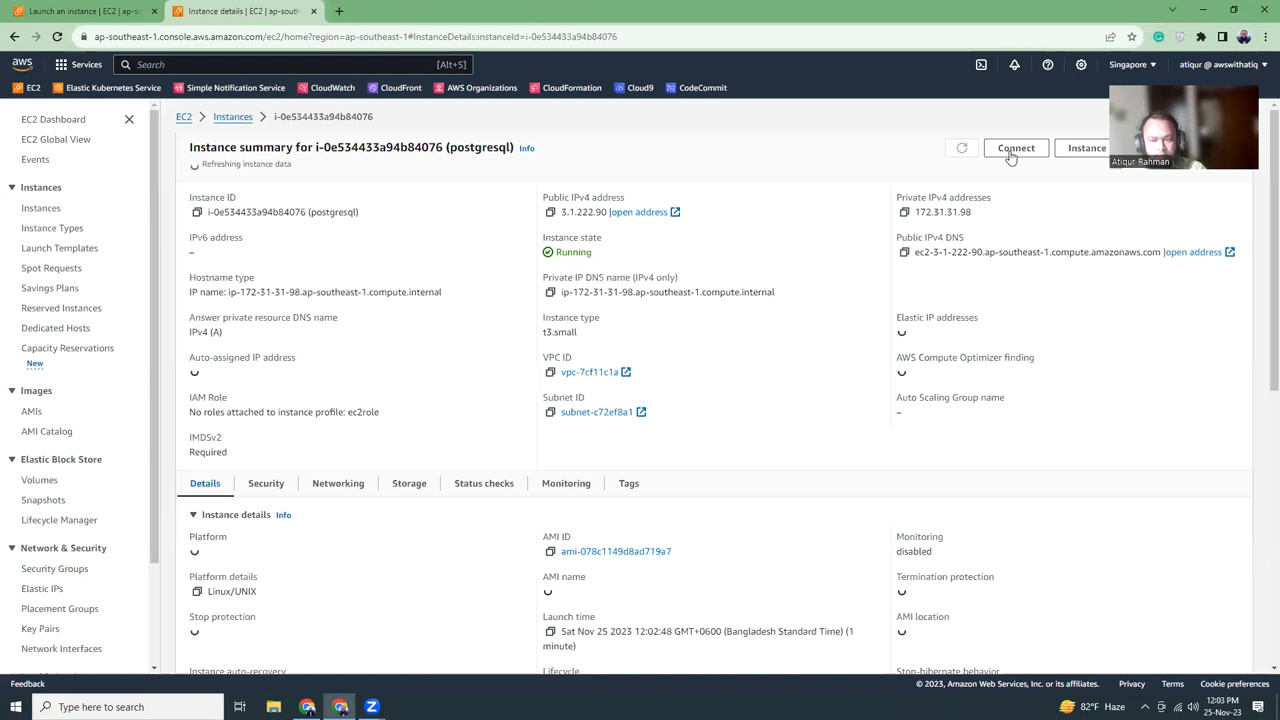 Launch an instance | EC2 | ap-s
Instance details | EC2 | ap-sou
ap-southeast-1.console.aws.amazon.com/ec2/home?region=ap-southeast-1#InstanceDetails:instanceId=i-0e534433a94b84076
aws
Services
Search
[Alt+S]
Singapore
atiqur @ awswithatiq
EC2
Elastic Kubernetes Service
Simple Notification Service
CloudWatch
CloudFront
AWS Organizations
CloudFormation
Cloud9
CodeCommit
EC2 Dashboard
EC2 Global View
Events
Instances
Instances
Instance Types
Launch Templates
Spot Requests
Savings Plans
Reserved Instances
Dedicated Hosts
Capacity Reservations
New
Images
AMIs
AMI Catalog
Elastic Block Store
Volumes
Snapshots
Lifecycle Manager
Network & Security
Security Groups
Elastic IPs
Placement Groups
Key Pairs
Network Interfaces
EC2 > Instances > i-0e534433a94b84076
Instance summary for i-0e534433a94b84076 (postgresql) Info
Refreshing instance data
Connect
Instance
Atiqur Rahman
Instance ID
i-0e534433a94b84076 (postgresql)
Public IPv4 address
3.1.222.90 |open address
Private IPv4 addresses
172.31.31.98
IPv6 address
–
Instance state
Running
Public IPv4 DNS
ec2-3-1-222-90.ap-southeast-1.compute.amazonaws.com |open address
Hostname type
IP name: ip-172-31-31-98.ap-southeast-1.compute.internal
Private IP DNS name (IPv4 only)
ip-172-31-31-98.ap-southeast-1.compute.internal
Answer private resource DNS name
IPv4 (A)
Instance type
t3.small
Elastic IP addresses
Auto-assigned IP address
VPC ID
vpc-7cf11c1a
AWS Compute Optimizer finding
IAM Role
No roles attached to instance profile: ec2role
Subnet ID
subnet-c72ef8a1
Auto Scaling Group name
–
IMDSv2
Required
Details
Security
Networking
Storage
Status checks
Monitoring
Tags
Instance details Info
Platform
AMI ID
ami-078c1149d8ad719a7
Monitoring
disabled
Platform details
Linux/UNIX
AMI name
Termination protection
Stop protection
Launch time
Sat Nov 25 2023 12:02:48 GMT+0600 (Bangladesh Standard Time) (1
minute)
AMI location
Instance auto-recovery
Lifecycle
Stop-hibernate behavior
Feedback
© 2023, Amazon Web Services, Inc. or its affiliates.
Privacy
Terms
Cookie preferences
Type here to search
82°F Haze
12:03 PM
25-Nov-23